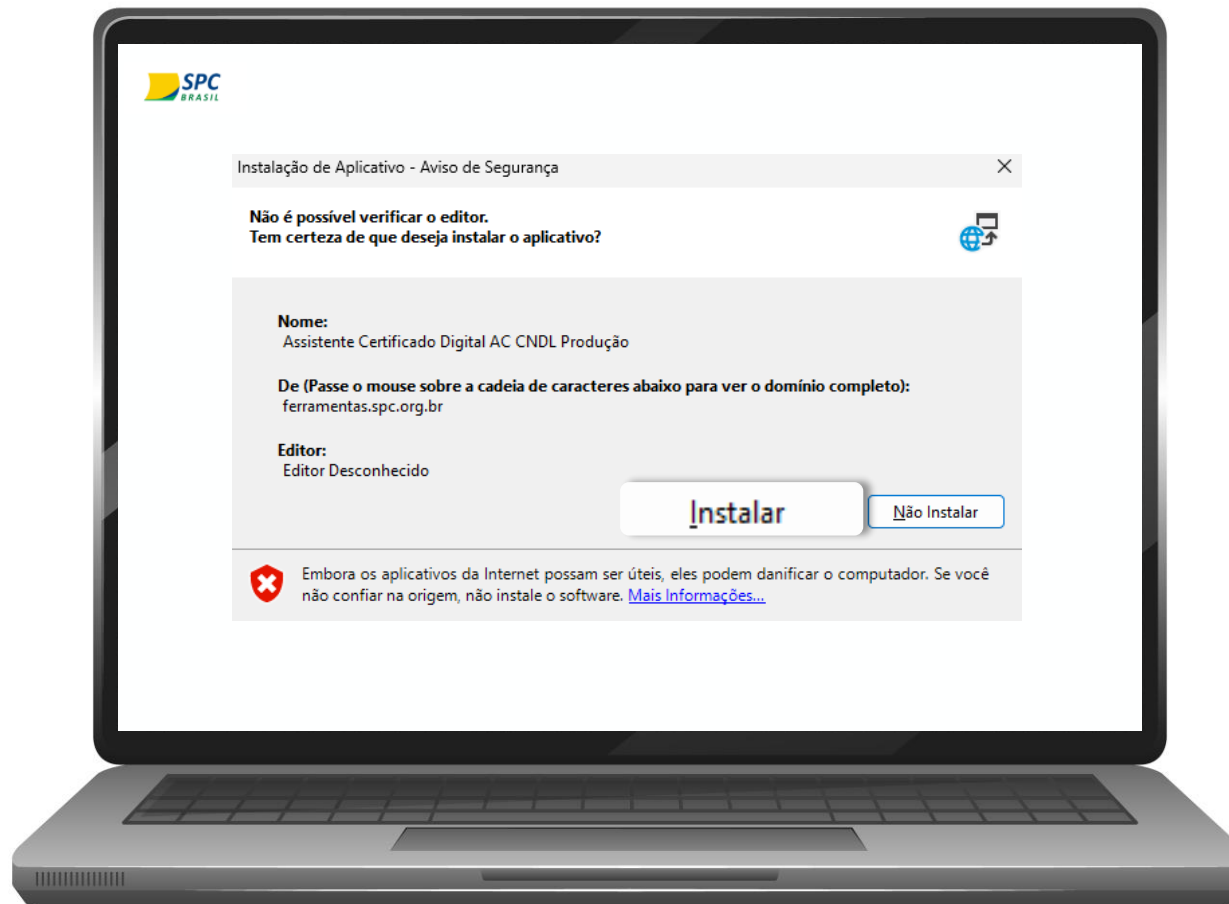 SPC
BRASIL
Instalação de Aplicativo - Aviso de Segurança
Não é possível verificar o editor.
Tem certeza de que deseja instalar o aplicativo?
Nome:
Assistente Certificado Digital AC CNDL Produção
De (Passe o mouse sobre a cadeia de caracteres abaixo para ver o domínio completo):
ferramentas.spc.org.br
Editor:
Editor Desconhecido
Instalar
Não Instalar
Embora os aplicativos da Internet possam ser úteis, eles podem danificar o computador. Se você
não confiar na origem, não instale o software. Mais Informações...